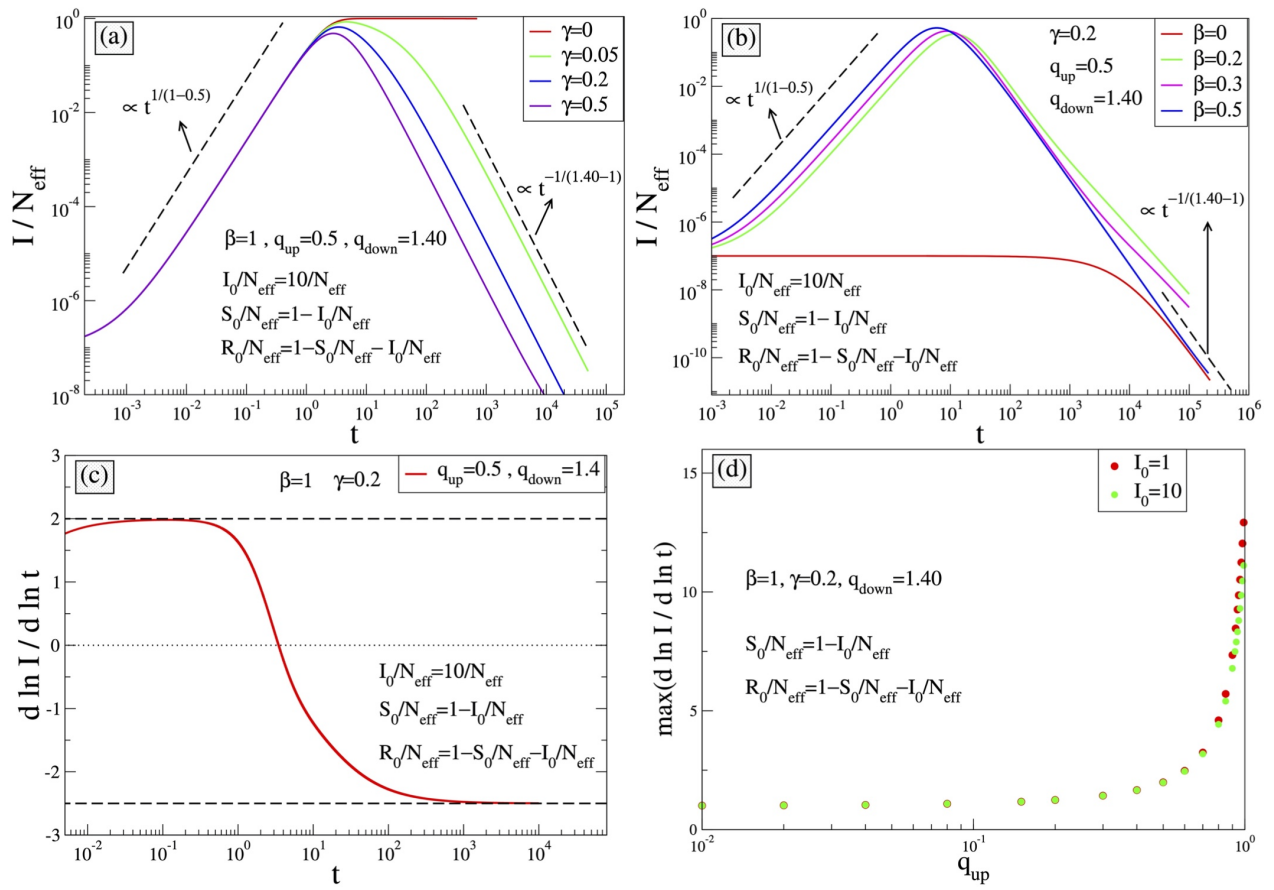 (a)
γ=0
γ=0.05
γ=0.2
γ=0.5
∝ t^1/(1−0.5)
∝ t^−1/(1.40−1)
β=1 , q_up=0.5 , q_down=1.40
I_0/N_eff=10/N_eff
S_0/N_eff=1− I_0/N_eff
R_0/N_eff=1−S_0/N_eff− I_0/N_eff
I / N_eff
10^0
10^-2
10^-4
10^-6
10^-8
10^-3 10^-2 10^-1 10^0 10^1 10^2 10^3 10^4 10^5
t
(b)
γ=0.2
q_up=0.5
q_down=1.40
β=0
β=0.2
β=0.3
β=0.5
∝ t^1/(1−0.5)
∝ t^−1/(1.40−1)
I_0/N_eff=10/N_eff
S_0/N_eff=1− I_0/N_eff
R_0/N_eff=1− S_0/N_eff−I_0/N_eff
I / N_eff
10^0
10^-2
10^-4
10^-6
10^-8
10^-10
10^-3 10^-2 10^-1 10^0 10^1 10^2 10^3 10^4 10^5 10^6
t
(c)
β=1 γ=0.2
q_up=0.5 , q_down=1.4
I_0/N_eff=10/N_eff
S_0/N_eff=1−I_0/N_eff
R_0/N_eff=1−S_0/N_eff−I_0/N_eff
d ln I / d ln t
3
2
1
0
-1
-2
-3
10^-2 10^-1 10^0 10^1 10^2 10^3 10^4
t
(d)
I_0=1
I_0=10
β=1, γ=0.2, q_down=1.40
S_0/N_eff=1−I_0/N_eff
R_0/N_eff=1−S_0/N_eff−I_0/N_eff
max(d ln I / d ln t)
15
10
5
0
10^-2 10^-1 10^0
q_up